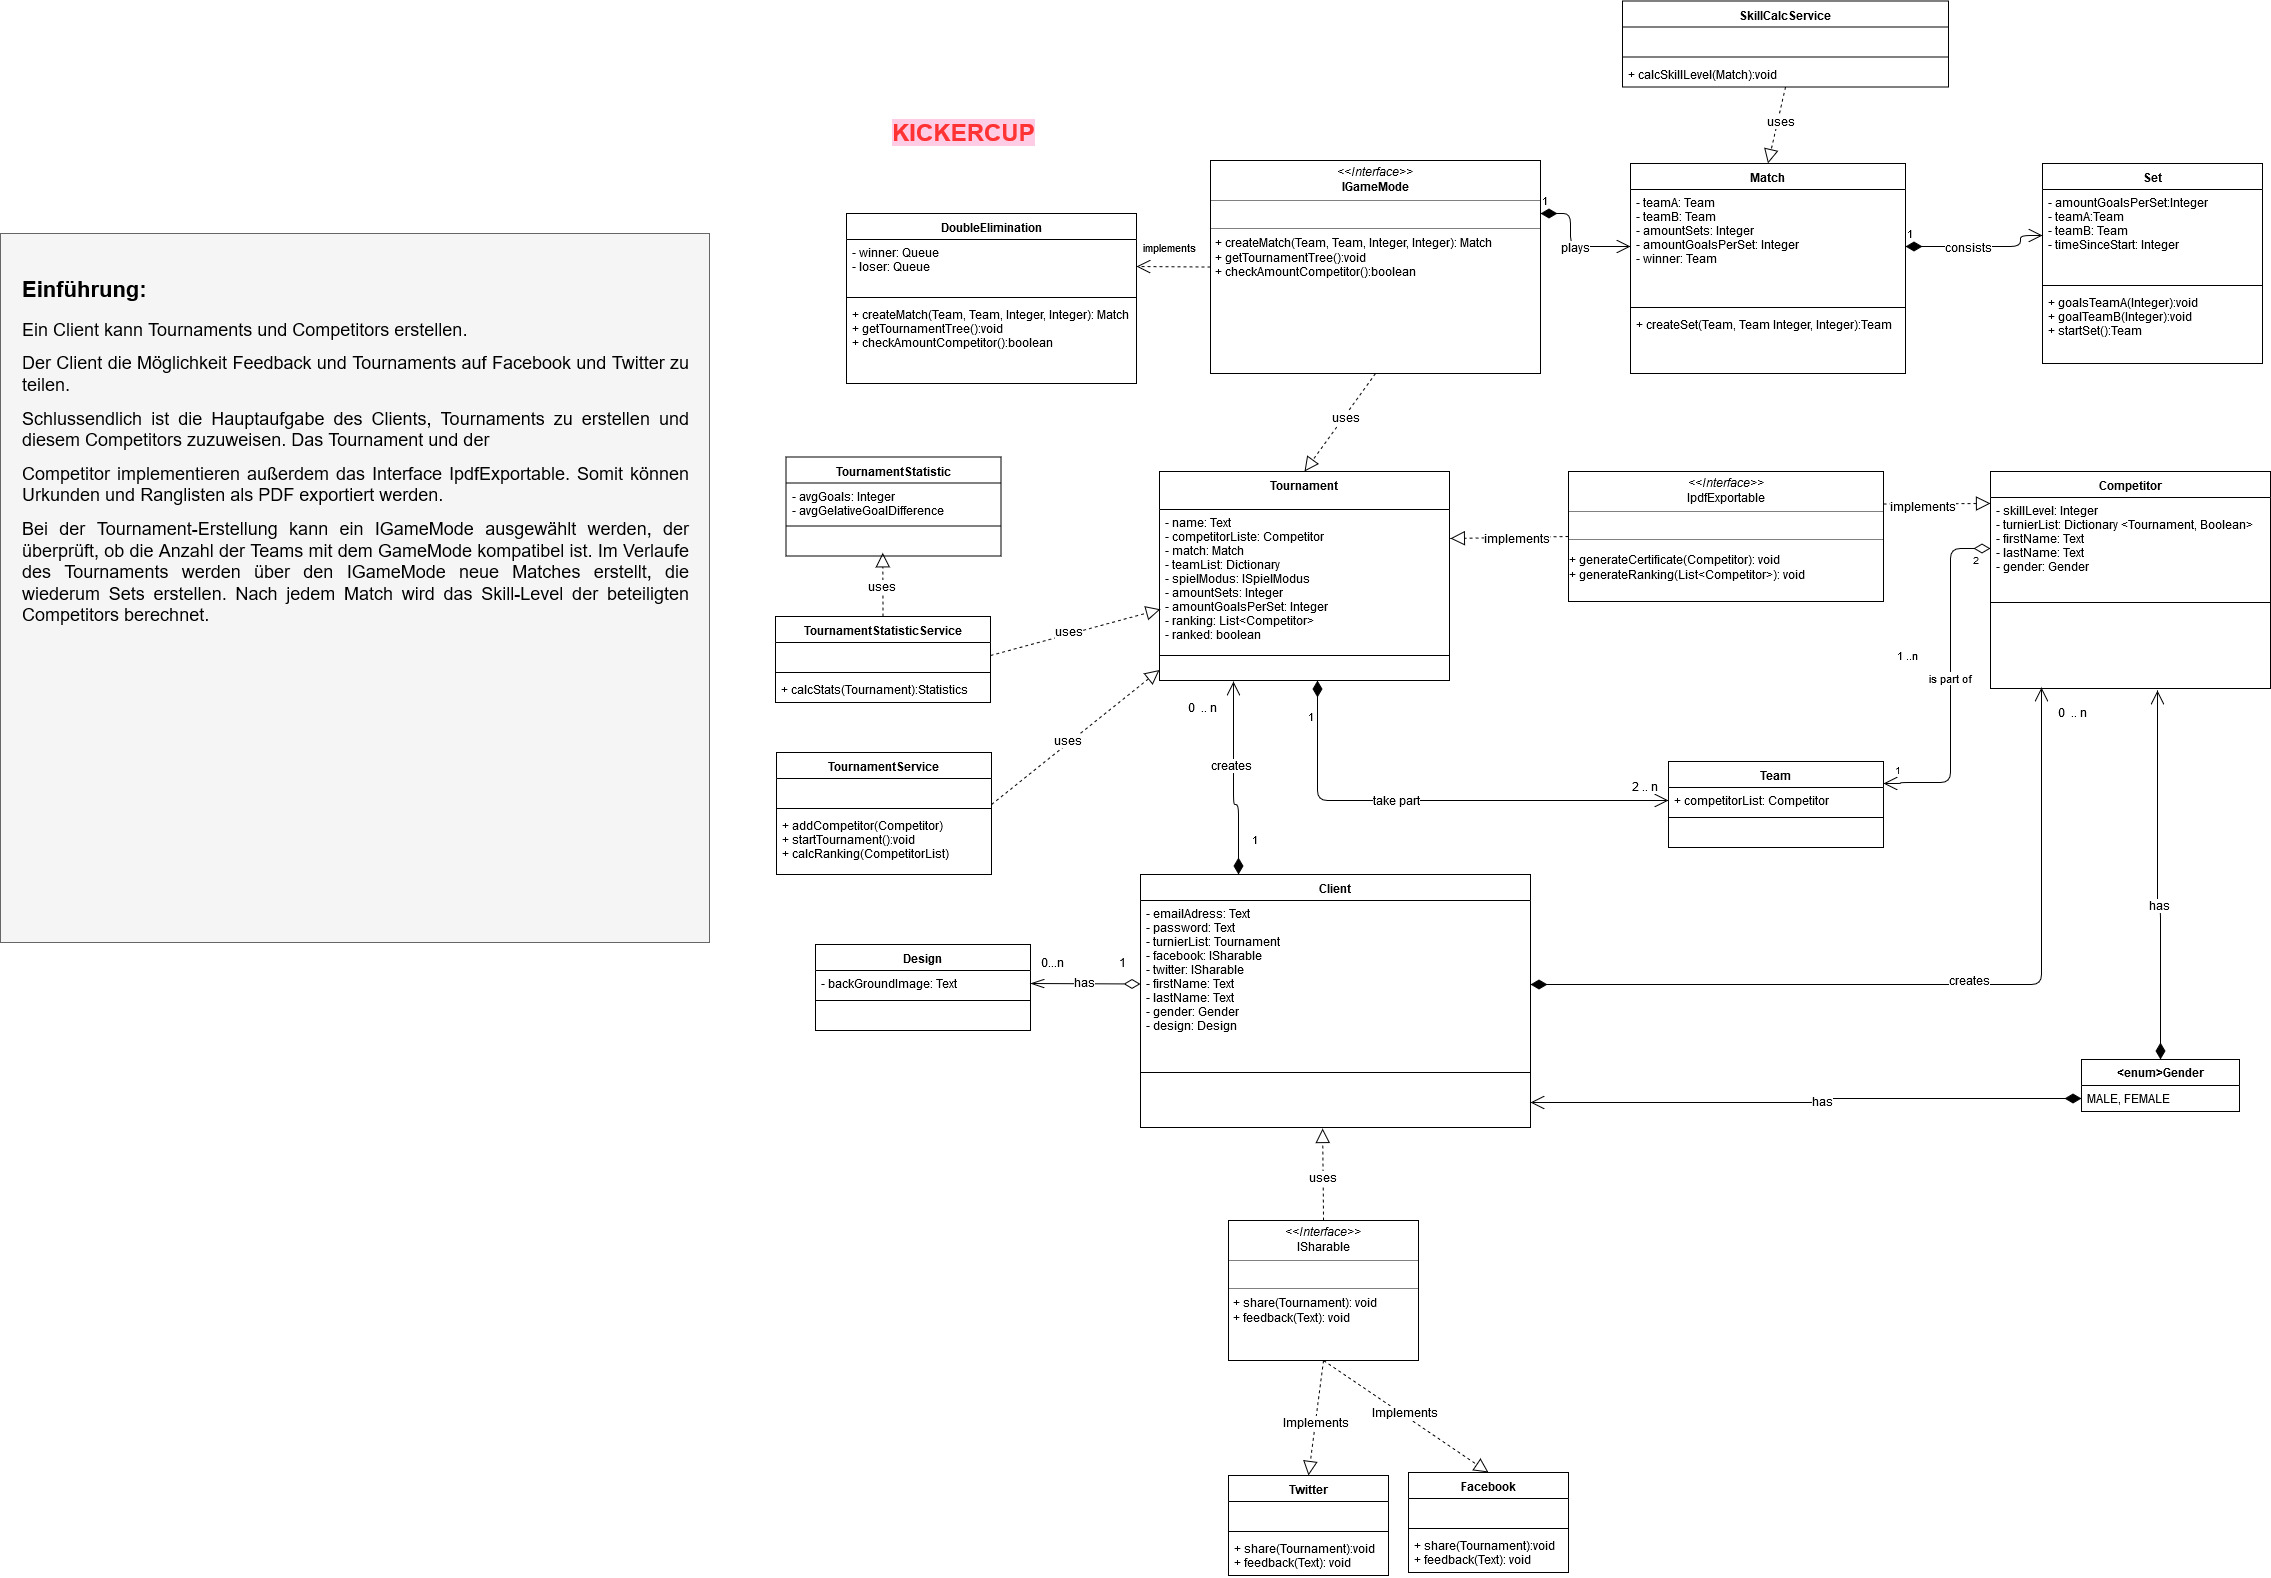 SkillCalcService
+ calcSkillLevel(Match):void
uses
KICKERCUP
<<Interface>>
IGameMode
+ createMatch(Team, Team, Integer, Integer): Match
+ getTournamentTree():void
+ checkAmountCompetitor():boolean
1
plays
Match
- teamA: Team
- teamB: Team
- amountSets: Integer
- amountGoalsPerSet: Integer
- winner: Team
+ createSet(Team, Team Integer, Integer):Team
1
consists
Set
- amountGoalsPerSet:Integer
- teamA:Team
- teamB: Team
- timeSinceStart: Integer
+ goalsTeamA(Integer):void
+ goalTeamB(Integer):void
+ startSet():Team
DoubleElimination
- winner: Queue
- loser: Queue
+ createMatch(Team, Team, Integer, Integer): Match
+ getTournamentTree():void
+ checkAmountCompetitor():boolean
implements
uses
Einführung:
Ein Client kann Tournaments und Competitors erstellen.
Der Client die Möglichkeit Feedback und Tournaments auf Facebook und Twitter zu
teilen.
Schlussendlich ist die Hauptaufgabe des Clients, Tournaments zu erstellen und
diesem Competitors zuzuweisen. Das Tournament und der
Competitor implementieren außerdem das Interface IpdfExportable. Somit können
Urkunden und Ranglisten als PDF exportiert werden.
Bei der Tournament-Erstellung kann ein IGameMode ausgewählt werden, der
überprüft, ob die Anzahl der Teams mit dem GameMode kompatibel ist. Im Verlaufe
des Tournaments werden über den IGameMode neue Matches erstellt, die
wiederum Sets erstellen. Nach jedem Match wird das Skill-Level der beteiligten
Competitors berechnet.
TournamentStatistic
- avgGoals: Integer
- avgGelativeGoalDifference
uses
TournamentStatisticService
+ calcStats(Tournament):Statistics
uses
TournamentService
+ addCompetitor(Competitor)
+ startTournament():void
+ calcRanking(CompetitorList)
uses
Tournament
- name: Text
- competitorListe: Competitor
- match: Match
- teamList: Dictionary
- spielModus: ISpielModus
- amountSets: Integer
- amountGoalsPerSet: Integer
- ranking: List<Competitor>
- ranked: boolean
implements
<<Interface>>
IpdfExportable
+ generateCertificate(Competitor): void
+ generateRanking(List<Competitor>): void
implements
Competitor
- skillLevel: Integer
- turnierList: Dictionary <Tournament, Boolean>
- firstName: Text
- lastName: Text
- gender: Gender
2
1 ..n
is part of
1
0 .. n
creates
1
1
take part
2 .. n
Team
+ competitorList: Competitor
0 .. n
creates
has
Client
- emailAdress: Text
- password: Text
- turnierList: Tournament
- facebook: ISharable
- twitter: ISharable
- firstName: Text
- lastName: Text
- gender: Gender
- design: Design
Design
- backGroundImage: Text
0...n
has
1
<enum>Gender
MALE, FEMALE
has
uses
<<Interface>>
ISharable
+ share(Tournament): void
+ feedback(Text): void
Implements
Implements
Twitter
+ share(Tournament):void
+ feedback(Text): void
Facebook
+ share(Tournament):void
+ feedback(Text): void